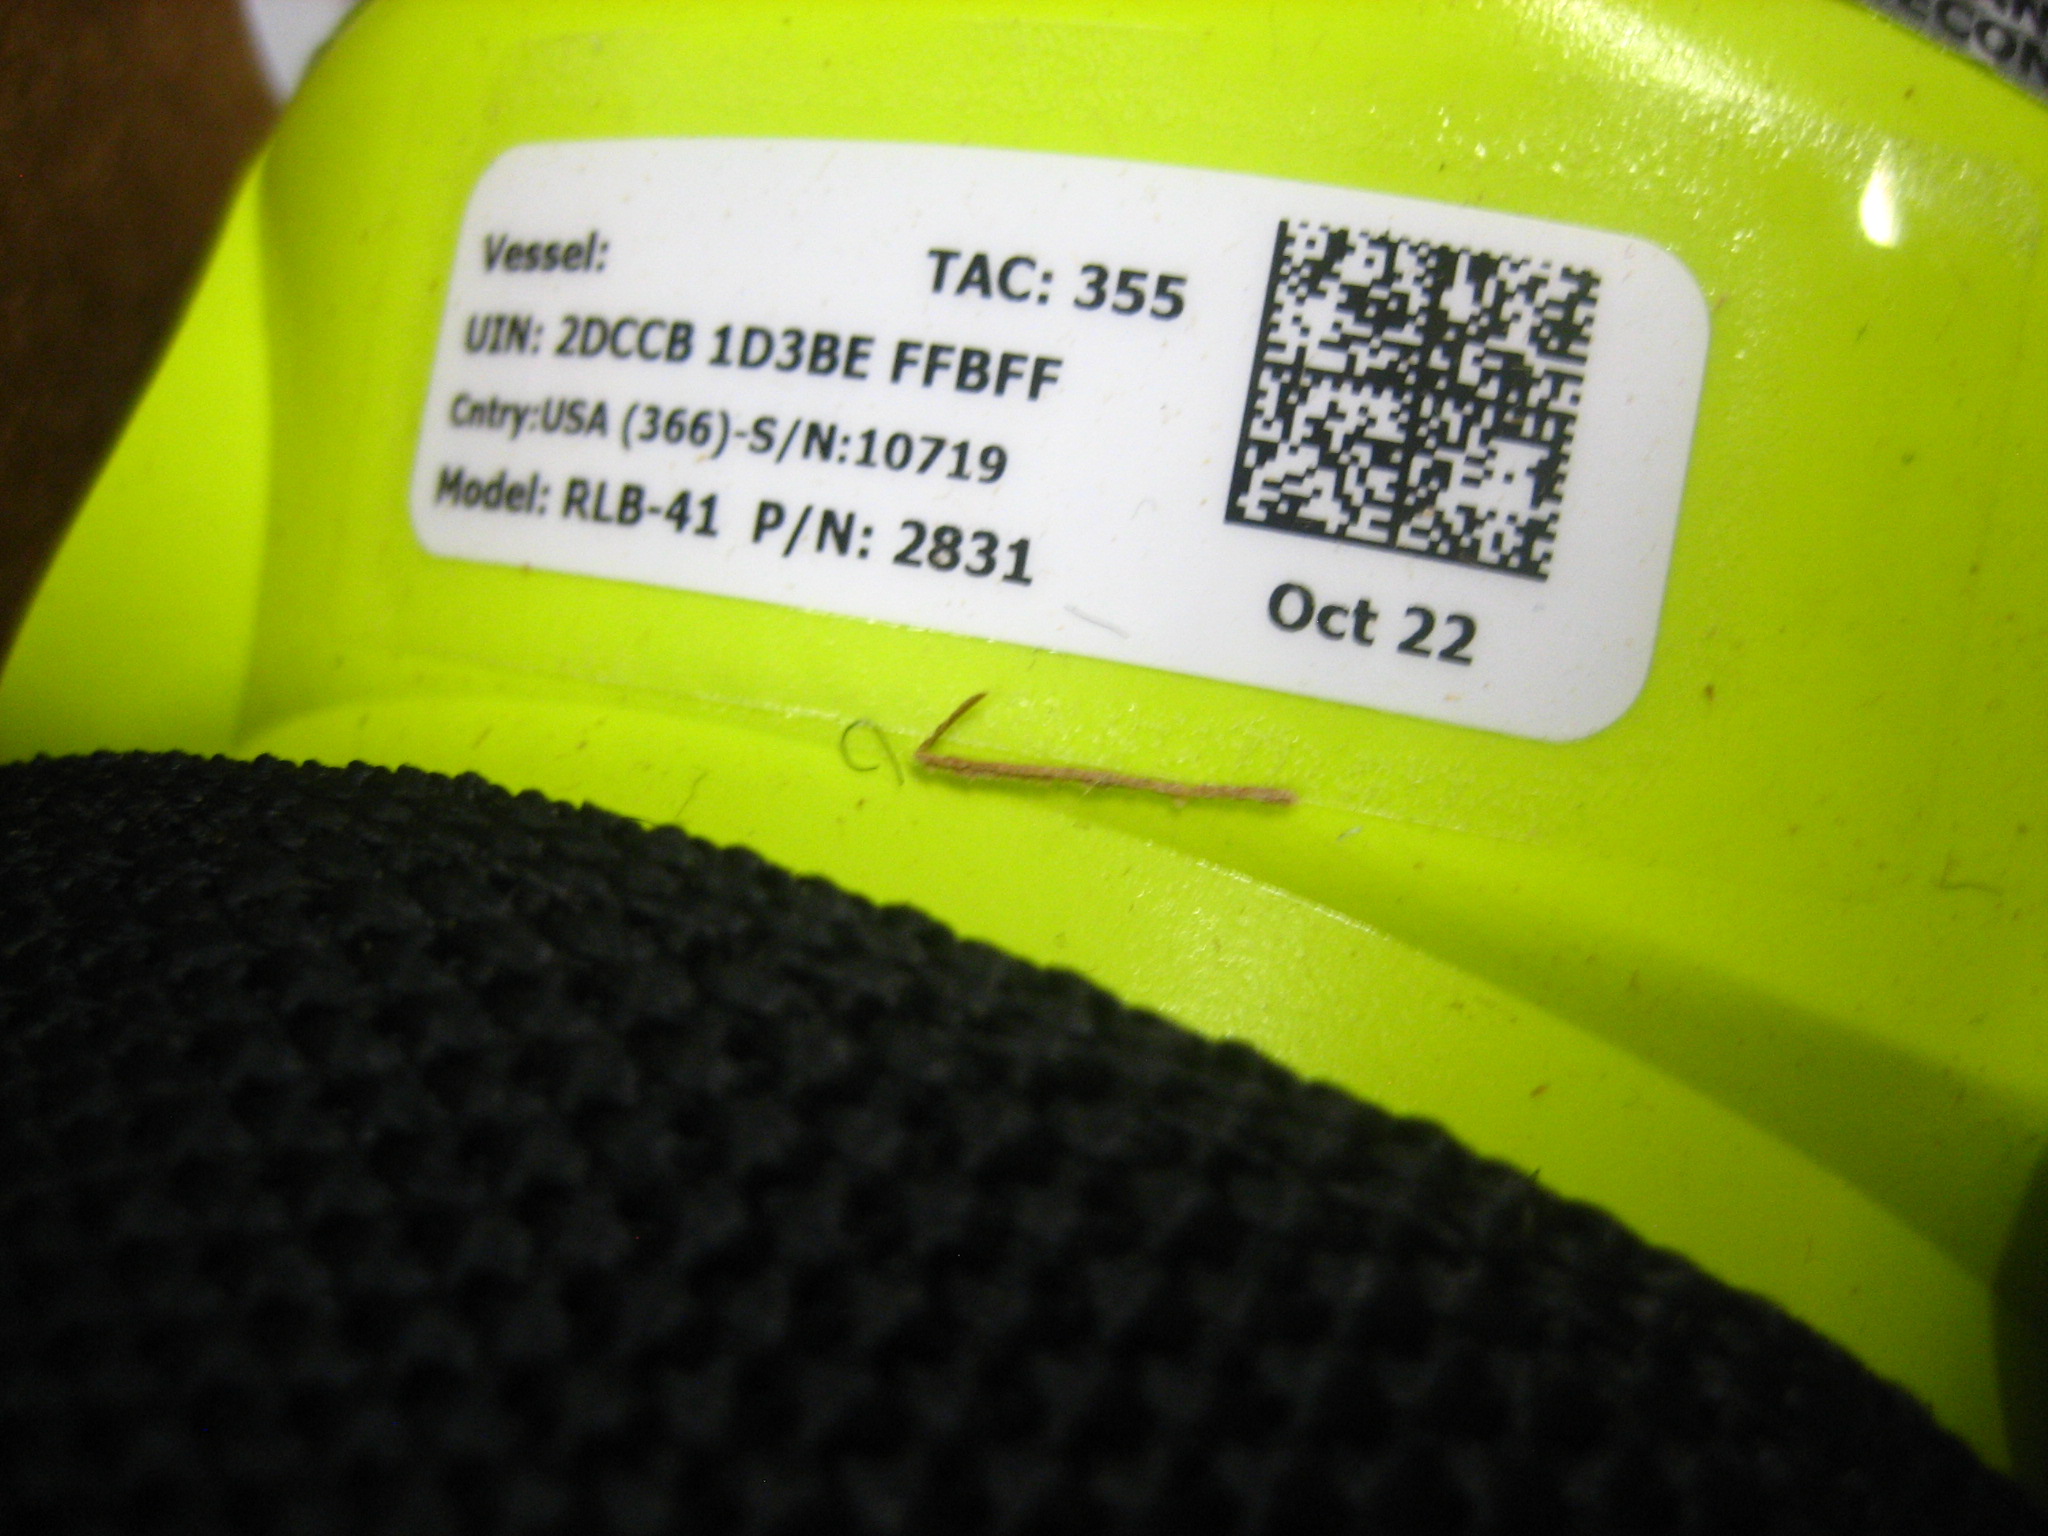 Vessel:
TAC: 355
UIN: 2DCCB 1D3BE FFBFF
Cntry:USA (366)-S/N:10719
Model: RLB-41 P/N: 2831
Oct 22